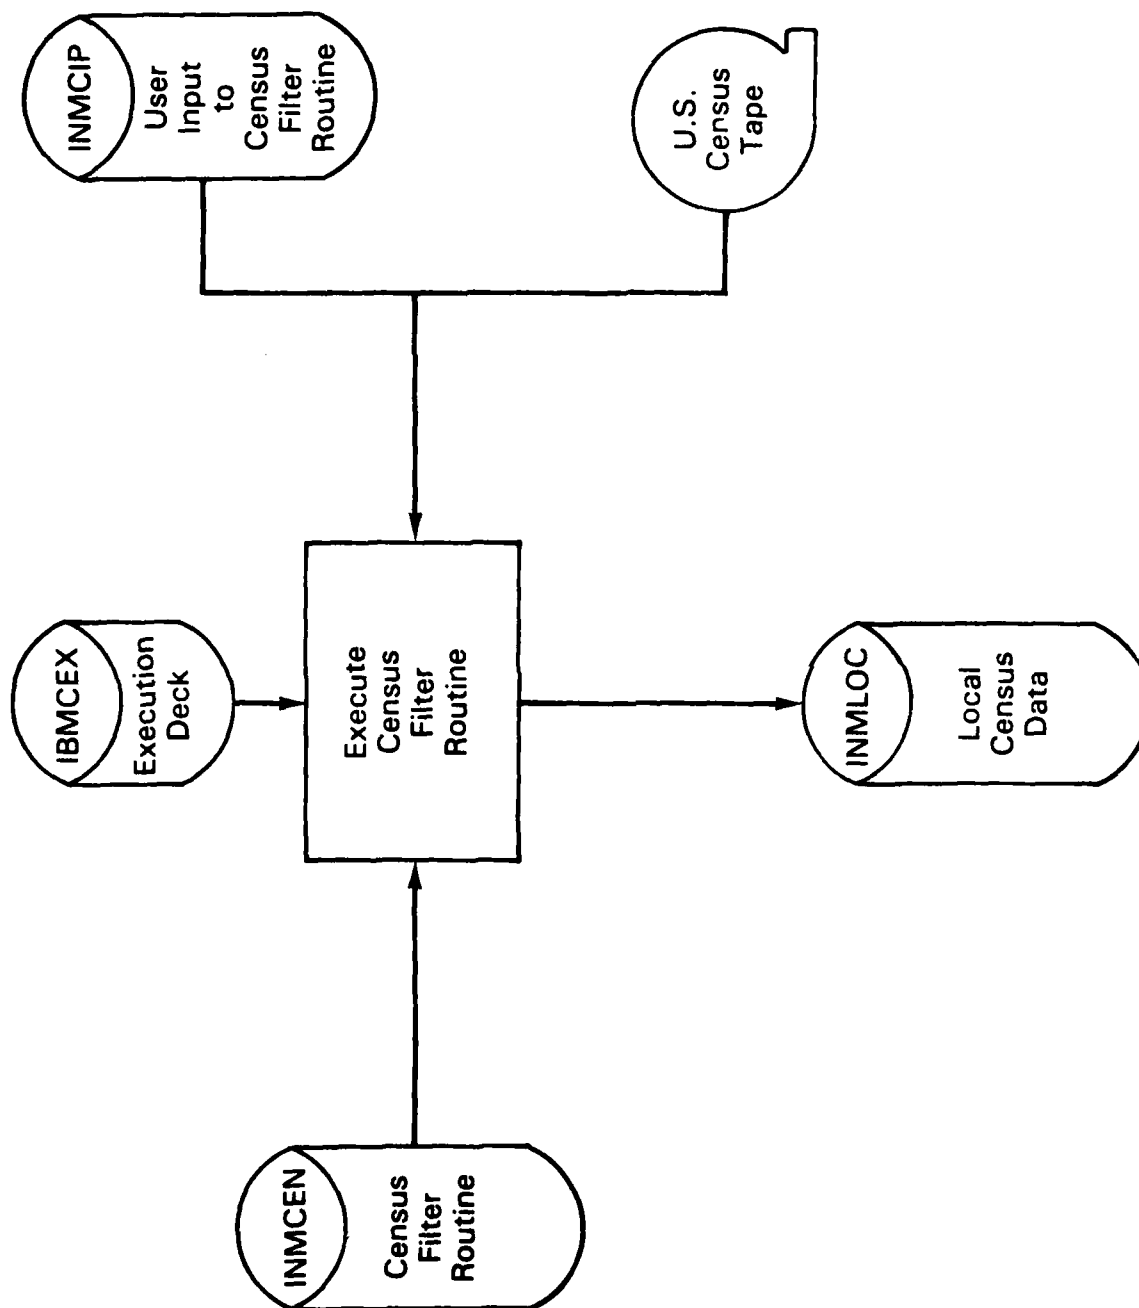 INMCIP
User
Input
to
Census
Filter
Routine
U.S.
Census
Tape
IBMCEX
Execution
Deck
Execute
Census
Filter
Routine
INMLOC
Local
Census
Data
INMCEN
Census
Filter
Routine